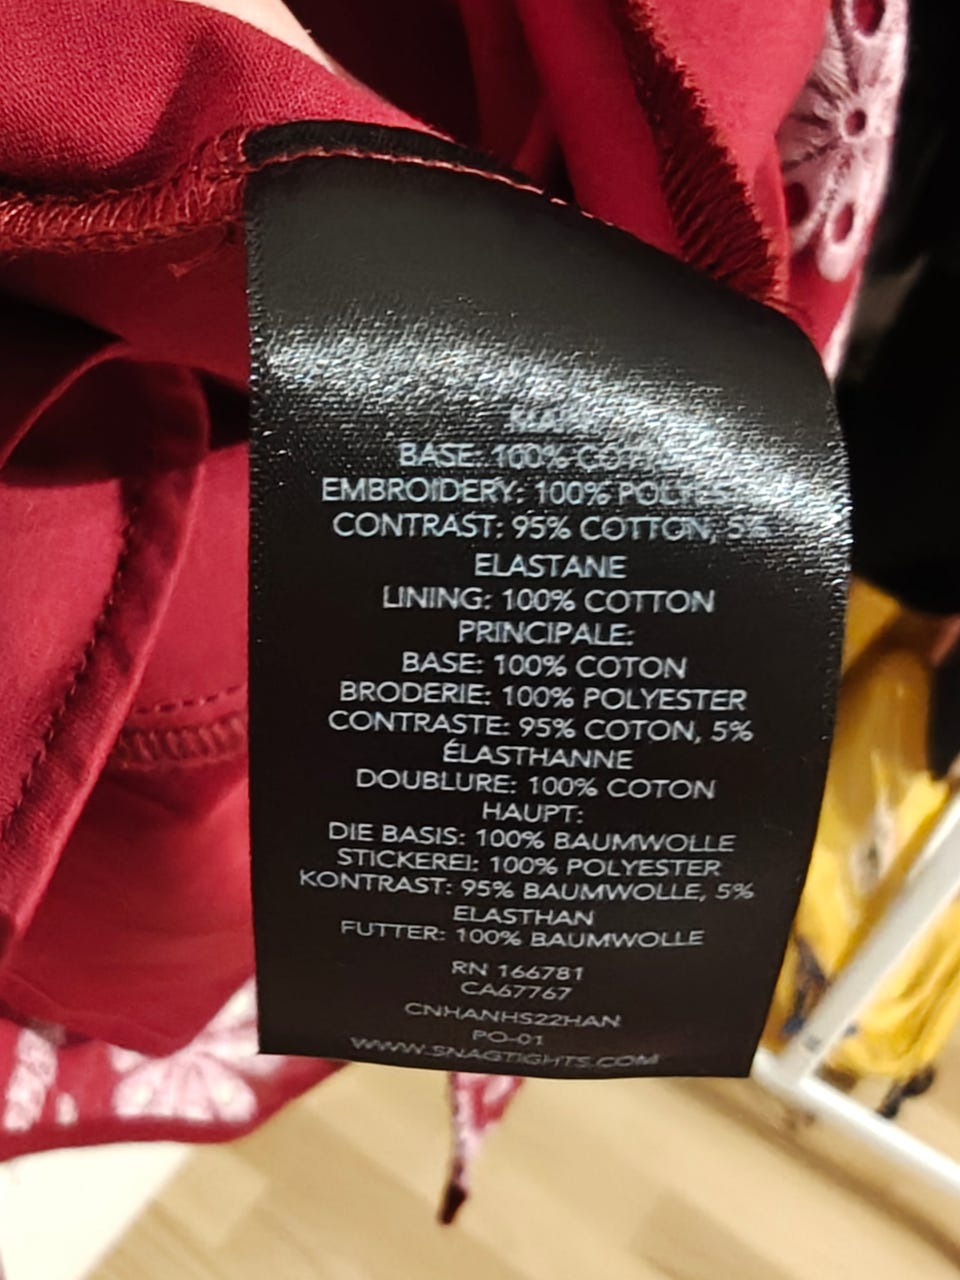 BASE: 100% COTTON
EMBROIDERY: 100% POLYESTER
CONTRAST: 95% COTTON, 5%
ELASTANE
LINING: 100% COTTON
PRINCIPALE:
BASE: 100% COTON
BRODERIE: 100% POLYESTER
CONTRASTE: 95% COTON, 5%
ÉLASTHANNE
DOUBLURE: 100% COTON
HAUPT:
DIE BASIS: 100% BAUMWOLLE
STICKEREI: 100% POLYESTER
KONTRAST: 95% BAUMWOLLE, 5%
ELASTHAN
FUTTER: 100% BAUMWOLLE
RN 166781
CA67767
CNHANHS22HAN
PO-01
WWW.SNAGTIGHTS.COM